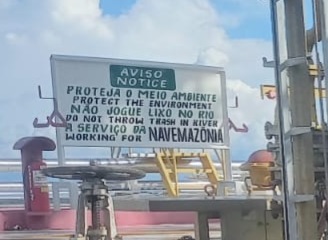 AVISO
NOTICE
PROTEJA O MEIO AMBIENTE
PROTECT THE ENVIRONMENT
NÃO JOGUE LIXO NO RIO
DO NOT THROW TRASH IN RIVER
A SERVIÇO DA
WORKING FOR NAVEMAZÔNIA